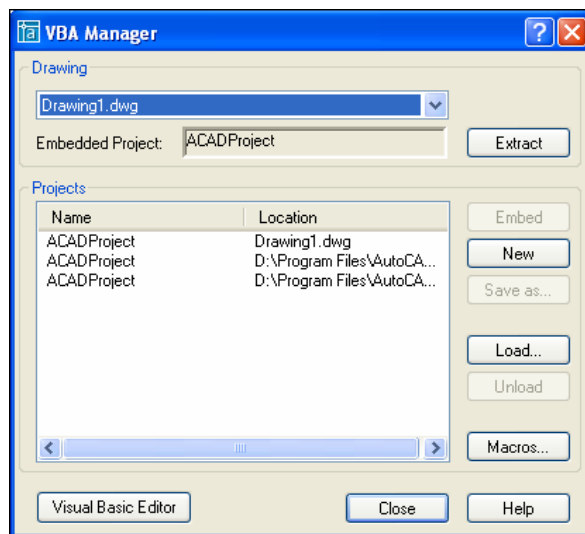 VBA Manager
Drawing
Drawing1.dwg
Embedded Project: ACADProject Extract
Projects
Name Location Embed
ACADProject Drawing1.dwg
ACADProject D:\Program Files\AutoCA... New
ACADProject D:\Program Files\AutoCA...
Save as...
Load...
Unload
Macros...
Visual Basic Editor Close Help